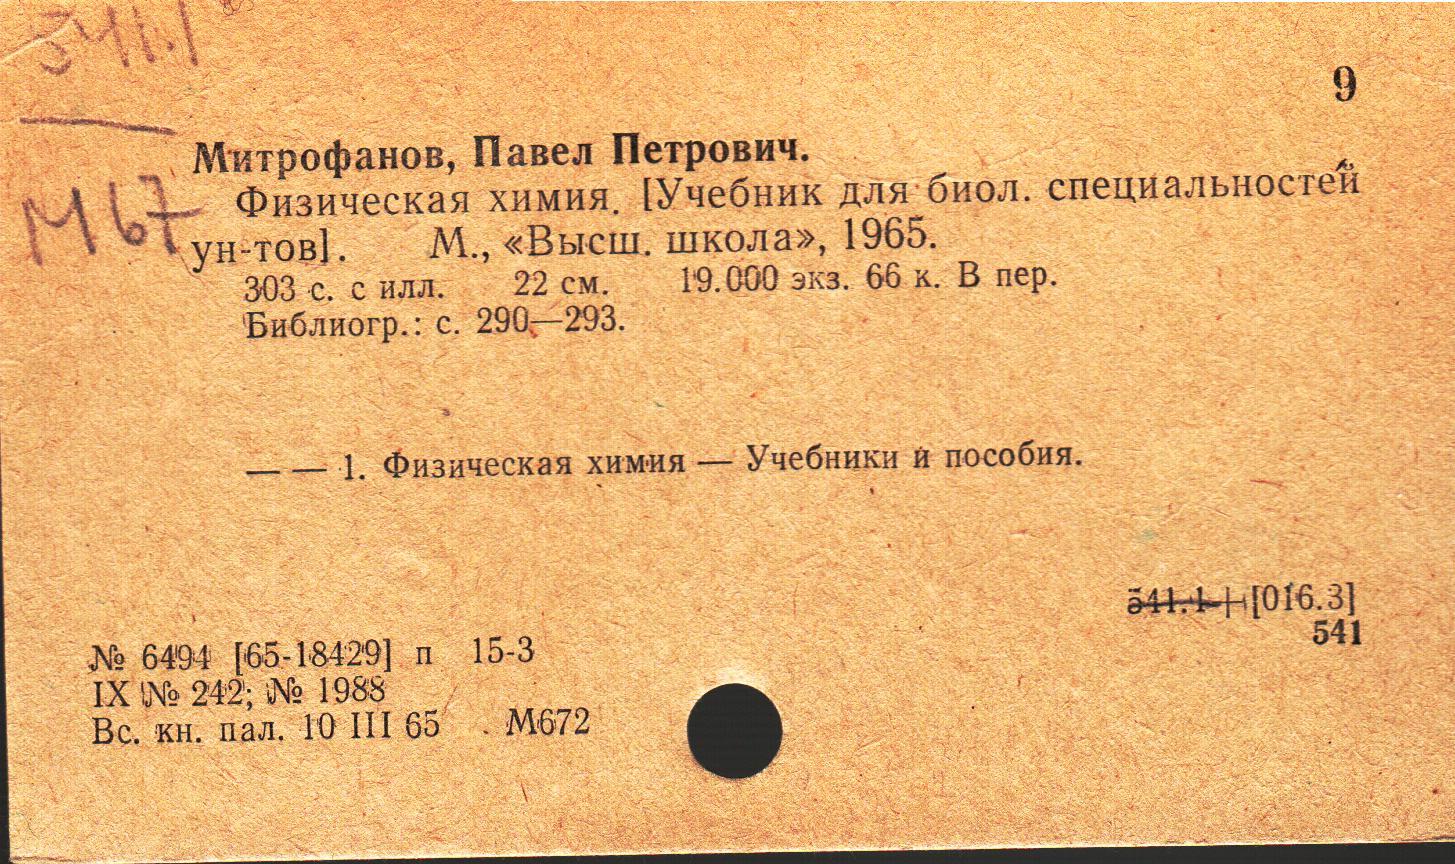 541.1
9
М67
Митрофанов, Павел Петрович.
Физическая химия. [Учебник для биол. специальностей
ун-тов]. М., «Высш. школа», 1965.
303 с. с илл. 22 см. 19.000 экз. 66 к. В пер.
Библиогр.: с. 290—293.
— — 1. Физическая химия — Учебники и пособия.
541.1 + [016.3]
541
№ 6494 [65-18429] п 15-3
IX № 242; № 1988
Вс. кн. пал. 10 III 65 М672